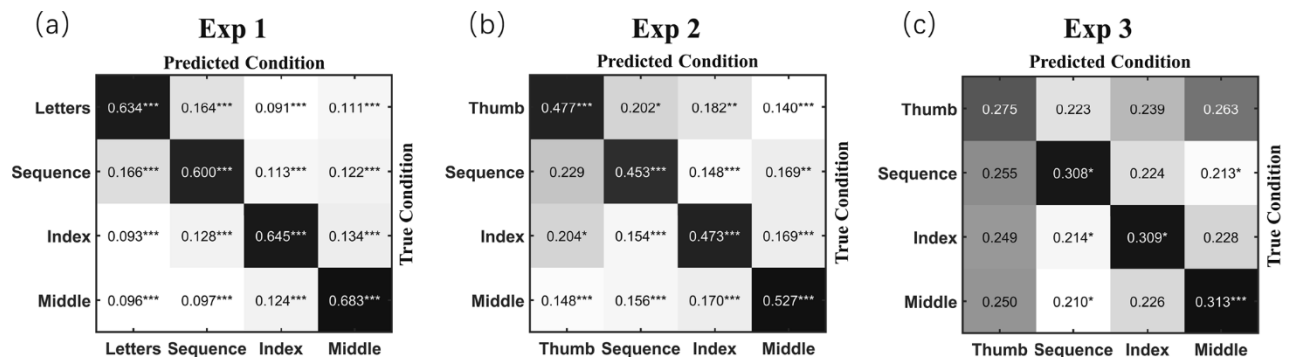 (a) Exp 1
Predicted Condition
Letters 0.634*** 0.164*** 0.091*** 0.111***
Sequence 0.166*** 0.600*** 0.113*** 0.122***
Index 0.093*** 0.128*** 0.645*** 0.134***
Middle 0.096*** 0.097*** 0.124*** 0.683***
Letters Sequence Index Middle
True Condition
(b) Exp 2
Predicted Condition
Thumb 0.477*** 0.202* 0.182** 0.140***
Sequence 0.229 0.453*** 0.148*** 0.169**
Index 0.204* 0.154*** 0.473*** 0.169***
Middle 0.148*** 0.156*** 0.170*** 0.527***
Thumb Sequence Index Middle
True Condition
(c) Exp 3
Predicted Condition
Thumb 0.275 0.223 0.239 0.263
Sequence 0.255 0.308* 0.224 0.213*
Index 0.249 0.214* 0.309* 0.228
Middle 0.250 0.210* 0.226 0.313***
Thumb Sequence Index Middle
True Condition